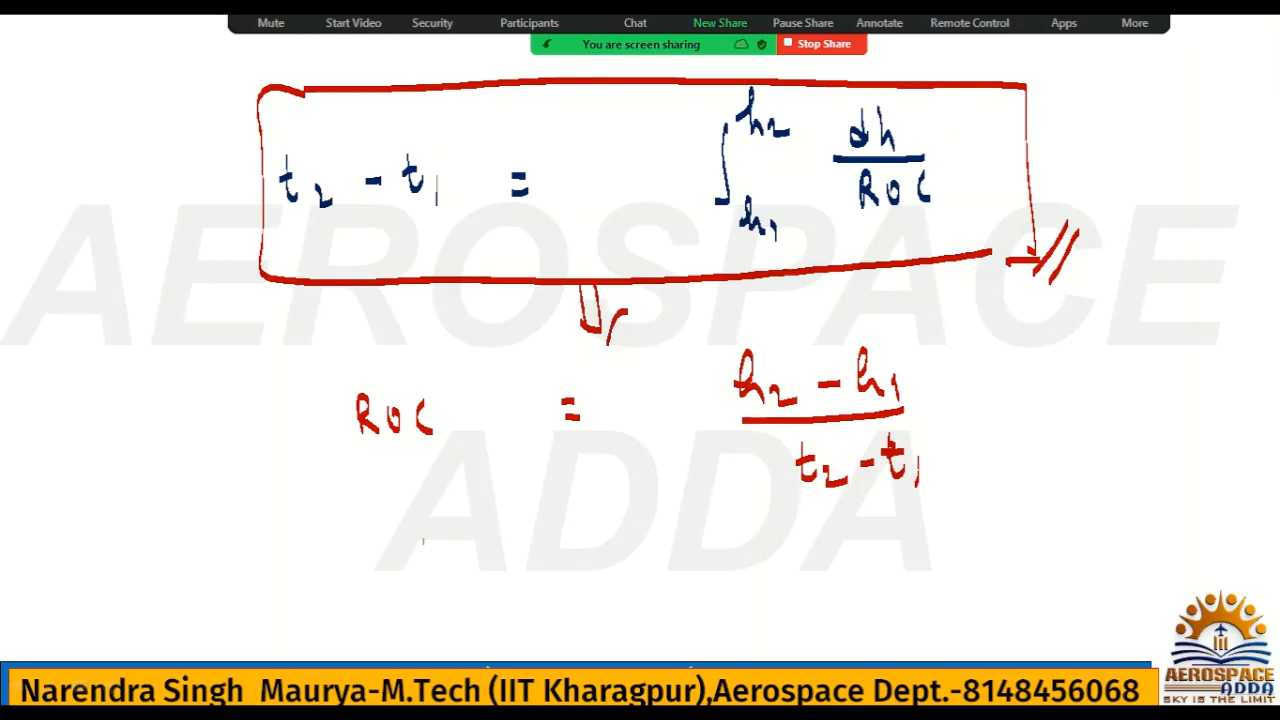 Mute Start Video Security Participants Chat New Share Pause Share Annotate Remote Control Apps More
You are screen sharing Stop Share
t₂ - t₁ = ∫h₁^h₂ dh/ROC
AEROSPACE
ROC = h₂ - h₁ / t₂ - t₁
ADDA
AEROSPACE
ADDA
SKY IS THE LIMIT
Narendra Singh Maurya-M.Tech (IIT Kharagpur),Aerospace Dept.-8148456068